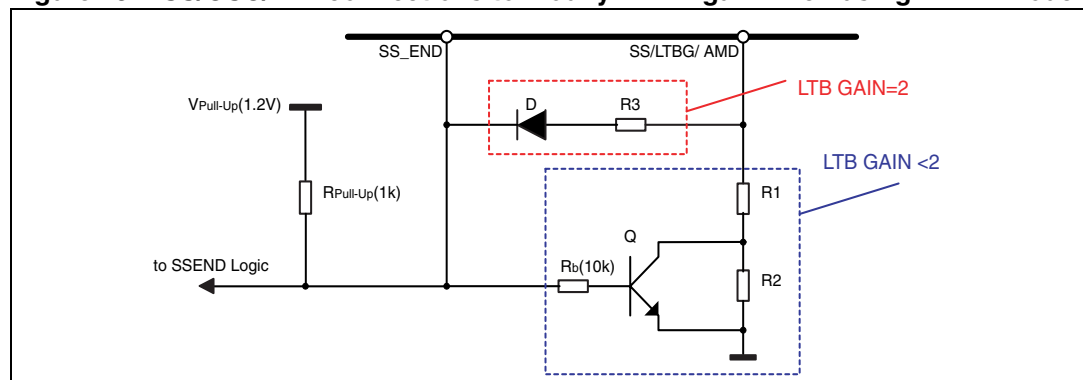 SS_END
SS/LTBG/ AMD
LTB GAIN=2
VPull-Up(1.2V)
D
R3
LTB GAIN <2
RPull-Up(1k)
R1
Q
to SSEND Logic
Rb(10k)
R2